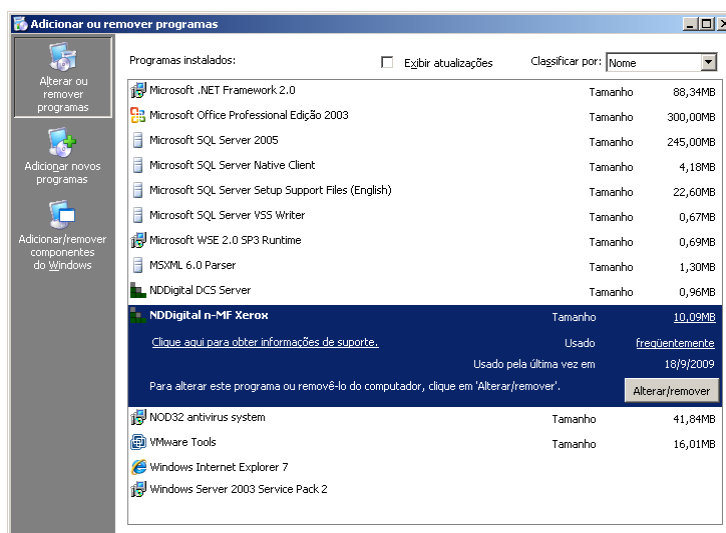 Adicionar ou remover programas
Alterar ou
remover
programas
Adicionar novos
programas
Adicionar/remover
componentes
do Windows
Programas instalados: Exibir atualizações Classificar por: Nome
Microsoft .NET Framework 2.0 Tamanho 88,34MB
Microsoft Office Professional Edição 2003 Tamanho 300,00MB
Microsoft SQL Server 2005 Tamanho 245,00MB
Microsoft SQL Server Native Client Tamanho 4,18MB
Microsoft SQL Server Setup Support Files (English) Tamanho 22,60MB
Microsoft SQL Server VSS Writer Tamanho 0,67MB
Microsoft WSE 2.0 SP3 Runtime Tamanho 0,69MB
MSXML 6.0 Parser Tamanho 1,30MB
NDDigital DCS Server Tamanho 0,96MB
NDDigital n-MF Xerox Tamanho 10,09MB
Clique aqui para obter informações de suporte. Usado freqüentemente
Usado pela última vez em 18/9/2009
Para alterar este programa ou removê-lo do computador, clique em 'Alterar/remover'. Alterar/remover
NOD32 antivirus system Tamanho 41,84MB
VMware Tools Tamanho 16,01MB
Windows Internet Explorer 7
Windows Server 2003 Service Pack 2